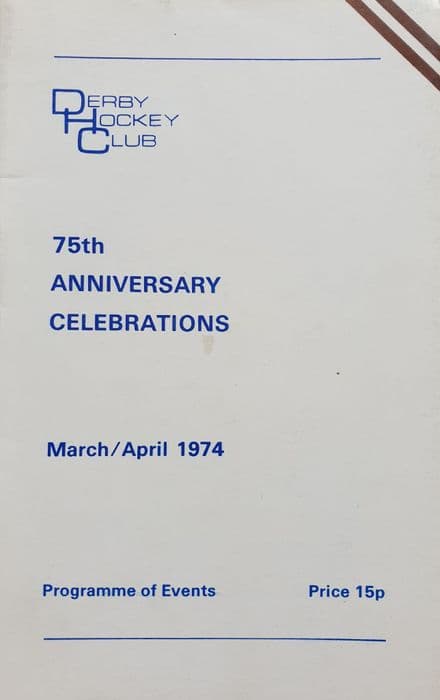 DERBY
HOCKEY
CLUB
75th
ANNIVERSARY
CELEBRATIONS
March/April 1974
Programme of Events Price 15p